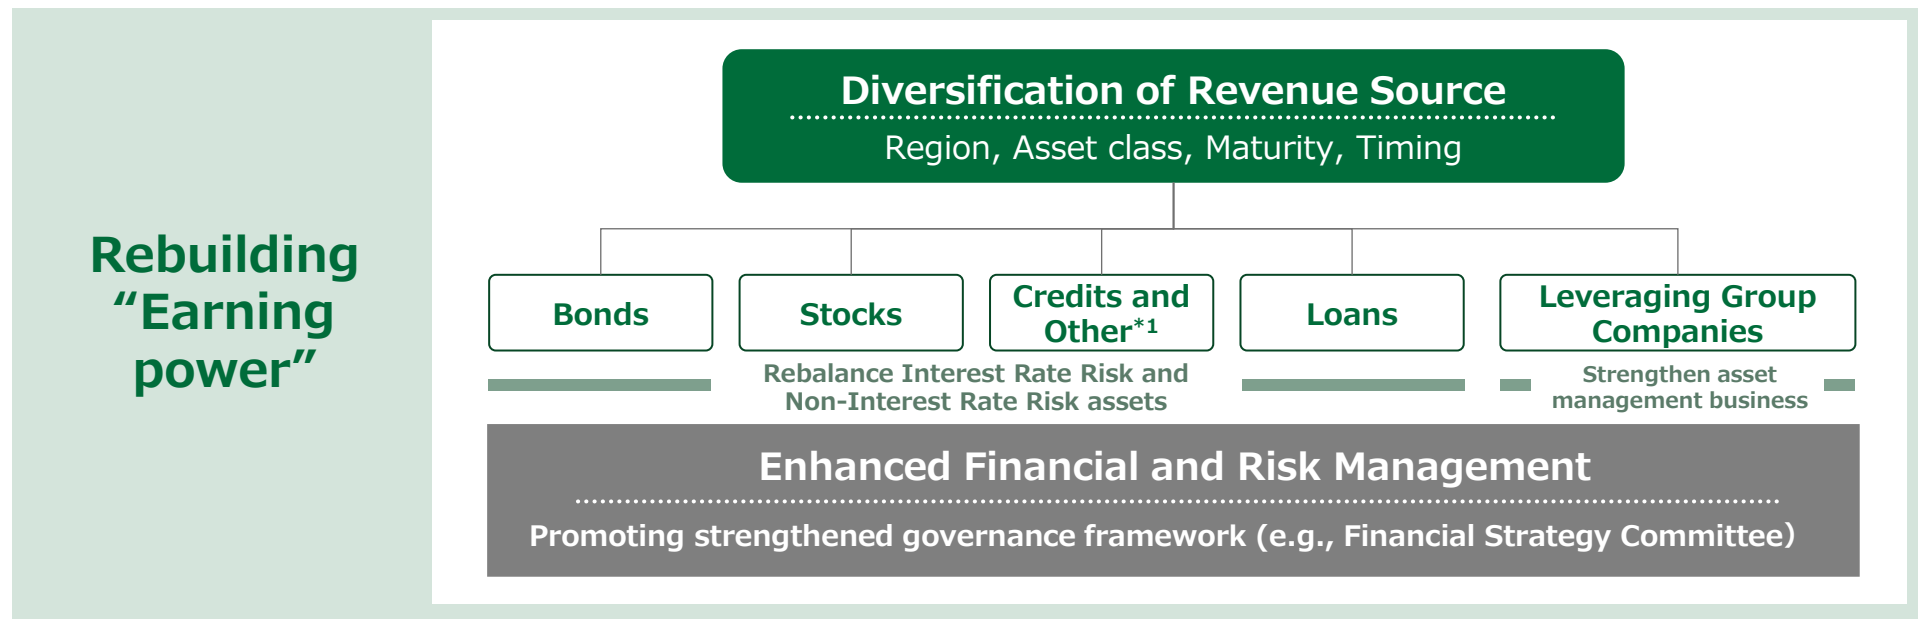 Rebuilding
“Earning
power”
Diversification of Revenue Source
Region, Asset class, Maturity, Timing
Bonds
Stocks
Credits and
Other*1
Loans
Leveraging Group
Companies
Rebalance Interest Rate Risk and
Non-Interest Rate Risk assets
Strengthen asset
management business
Enhanced Financial and Risk Management
Promoting strengthened governance framework (e.g., Financial Strategy Committee)